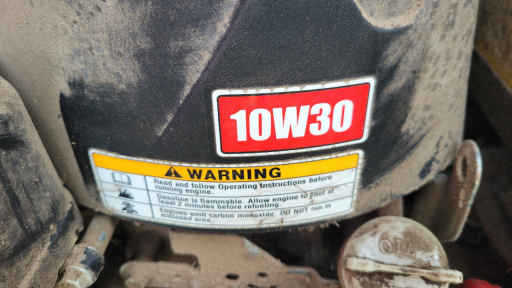 10W30
WARNING
Read and follow Operating Instructions before
running engine.
Gasoline is flammable. Allow engine to cool at
least 2 minutes before refueling.
Engines emit carbon monoxide. DO NOT run in
enclosed area.